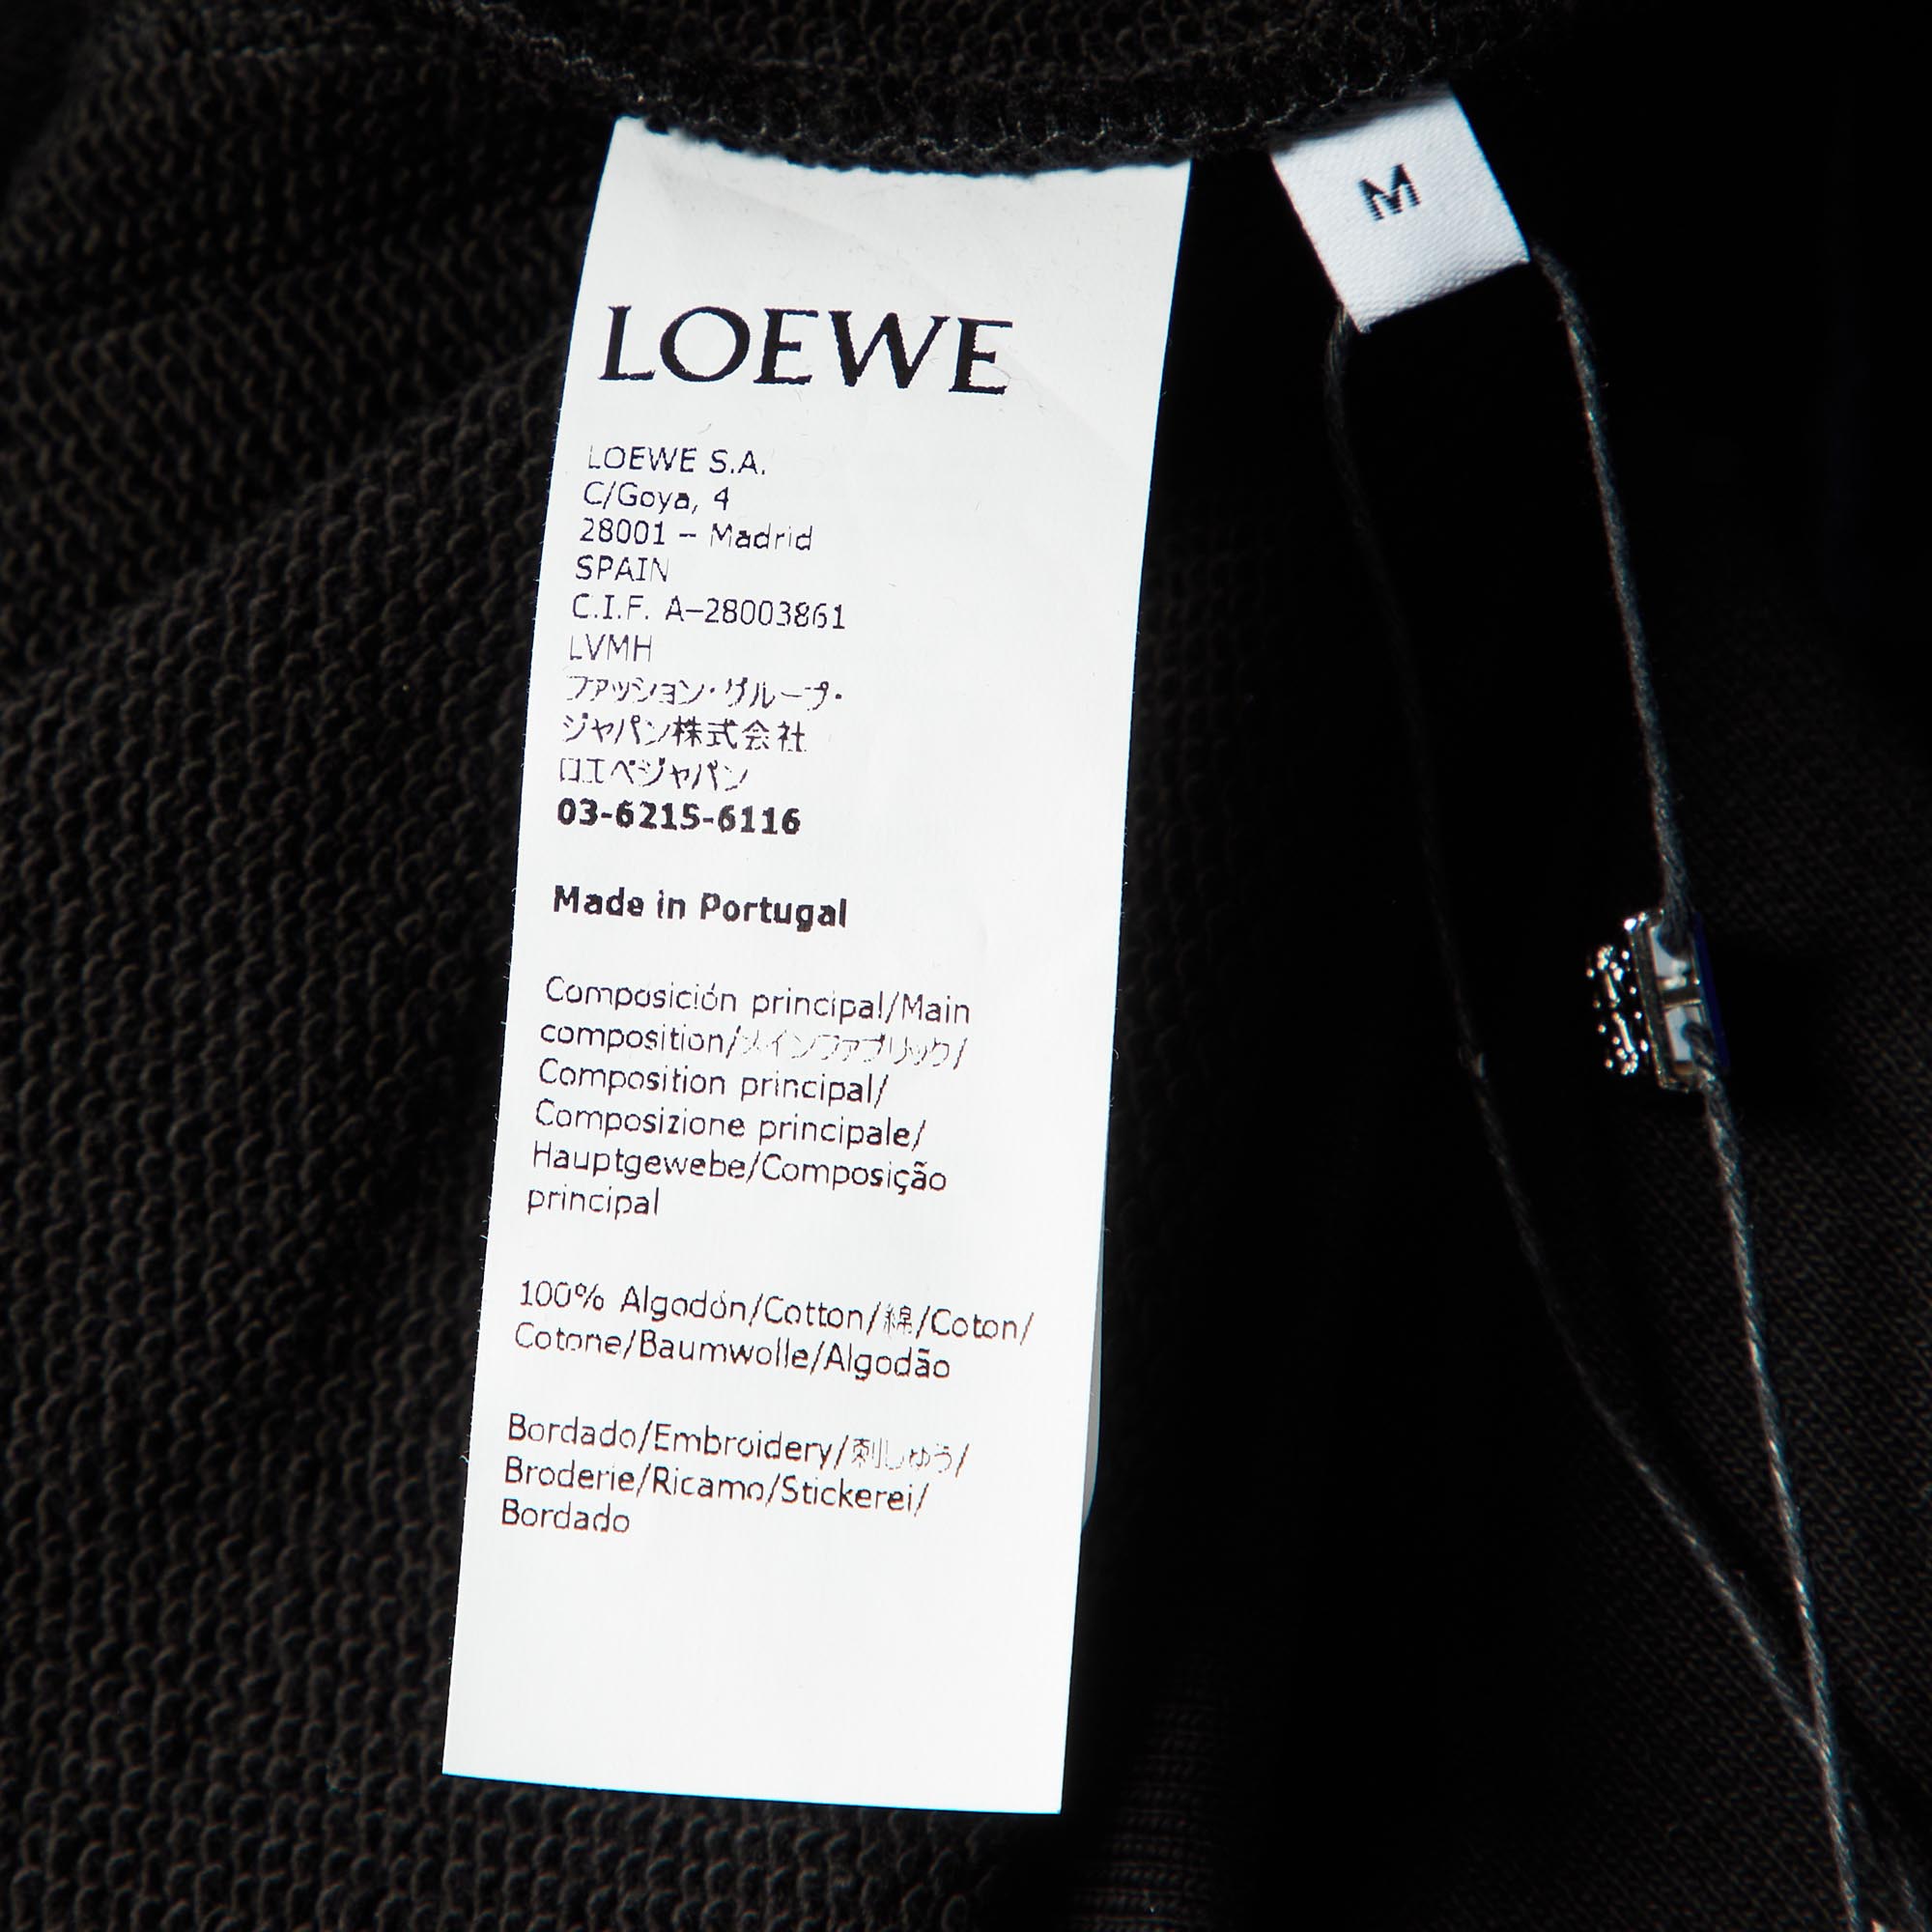 LOEWE
LOEWE S.A.
C/Goya, 4
28001 – Madrid
SPAIN
C.I.F. A–28003861
LVMH
ファッション・グループ・
ジャパン株式会社
ロエベジャパン
03-6215-6116
Made in Portugal
Composición principal/Main
composition/メインファブリック/
Composition principal/
Composizione principale/
Hauptgewebe/Composição
principal
100% Algodón/Cotton/綿/Coton/
Cotone/Baumwolle/Algodão
Bordado/Embroidery/刺しゅう/
Broderie/Ricamo/Stickerei/
Bordado
M